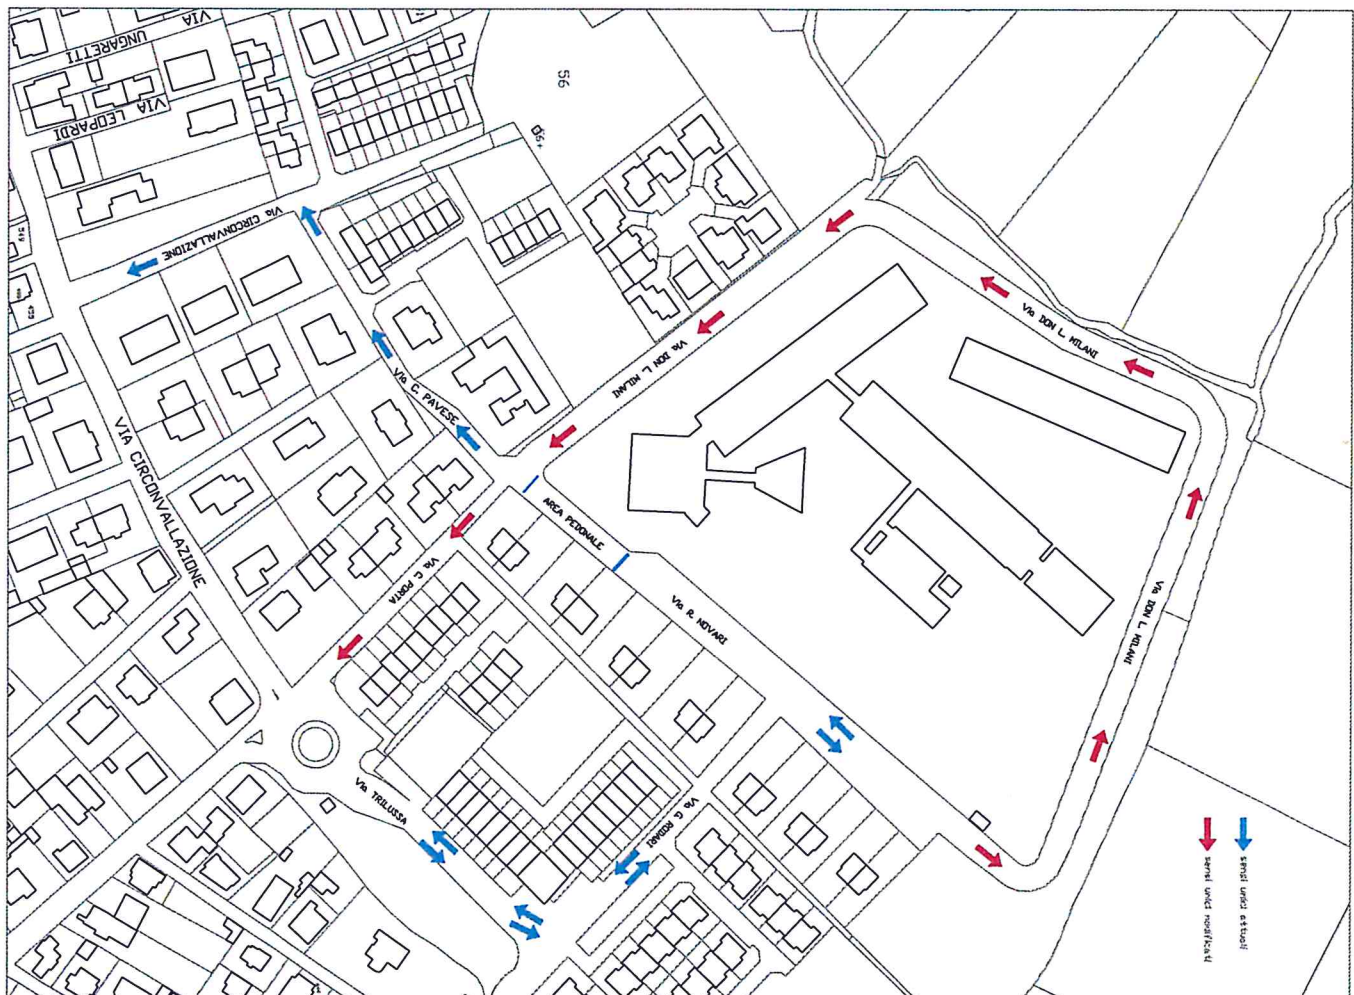 VIA
UNGARETTI
VIA LEOPARDI
56
Via CIRCONVALLAZIONE
Via DON L. MILANI
Via DON L. MILANI
Via C. PAVESE
VIA CIRCONVALLAZIONE
AREA PEDONALE
Via C. PORTA
Via R. NOVARI
Via DON L. MILANI
Via TRILUSSA
Via G. RODARI
sensi unici attuali
sensi unici modificati